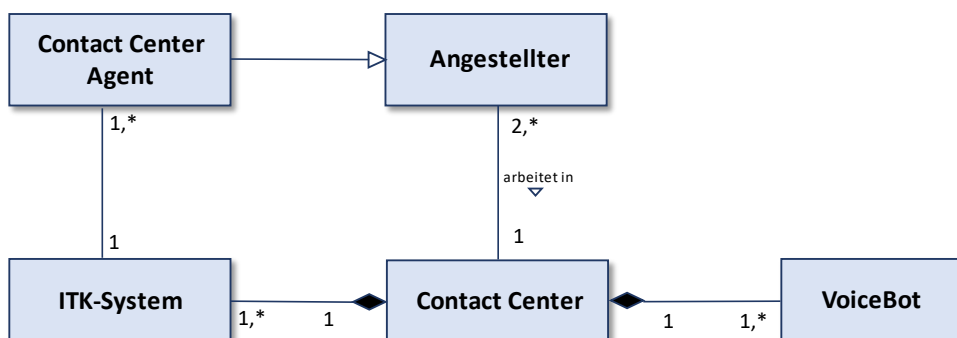 Contact Center
Agent
Angestellter
1,*
2,*
arbeitet in
1
1
ITK-System
Contact Center
VoiceBot
1,*
1
1
1,*